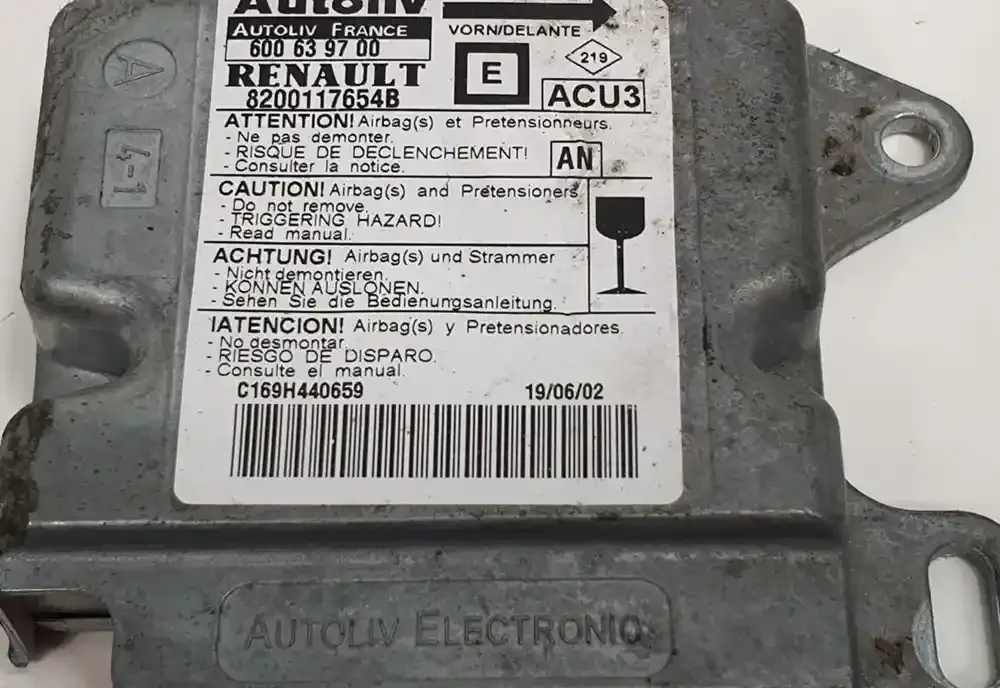 Autoliv
AUTOLIV FRANCE
VORN/DELANTE
600 63 97 00
219
RENAULT
E
8200117654B
ACU3
ATTENTION! Airbag(s) et Pretensionneurs.
- Ne pas demonter.
- RISQUE DE DECLENCHEMENT!
- Consulter la notice.
AN
CAUTION! Airbag(s) and Pretensioners.
- Do not remove.
- TRIGGERING HAZARD!
- Read manual.
ACHTUNG! Airbag(s) und Strammer
- Nicht demontieren.
- KONNEN AUSLONEN.
- Sehen Sie die Bedienungsanleitung.
!ATENCION! Airbag(s) y Pretensionadores.
- No desmontar.
- RIESGO DE DISPARO.
- Consulte el manual.
C169H440659 19/06/02
A
1-1
AUTOLIV ELECTRONIC